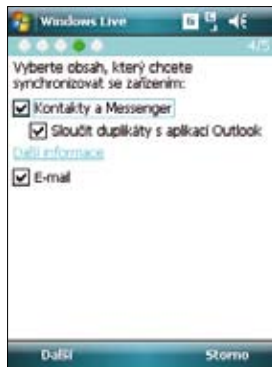 Windows Live
4/5
Vyberte obsah, který chcete
synchronizovat se zařízením:
Kontakty a Messenger
Sloučit duplikáty s aplikací Outlook
Další informace
E-mail
Další Storno